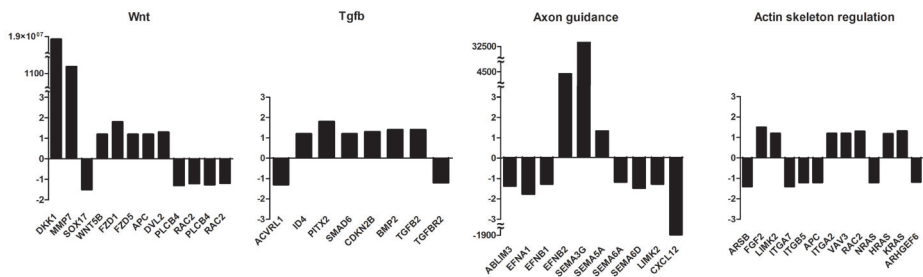 Wnt
1.9×10⁰⁷
1100
3
2
1
0
-1
-2
DKK1
MMP7
SOX17
WNT5B
FZD1
FZD5
APC
DVL2
PLCB4
RAC2
PLCB4
RAC2
Tgfb
3
2
1
0
-1
-2
-3
ACVRL1
ID4
PITX2
SMAD6
CDKN2B
BMP2
TGFB2
TGFBR2
Axon guidance
32500
4500
3
2
1
0
-1
-2
-3
-1900
ABLIM3
EFNA1
EFNB1
EFNB2
SEMA3G
SEMA5A
SEMA6A
SEMA6D
LIMK2
CXCL12
Actin skeleton regulation
3
2
1
0
-1
-2
-3
ARSB
FGF2
LIMK2
ITGA7
ITGB5
APC
ITGA2
VAV3
RAC2
NRAS
HRAS
KRAS
ARHGEF6